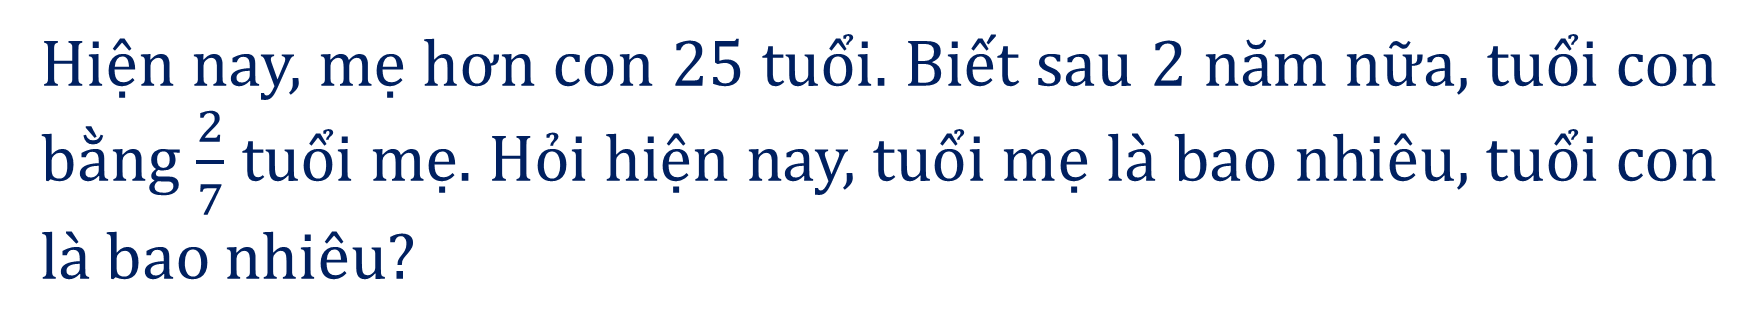 Hiện nay, mẹ hơn con 25 tuổi. Biết sau 2 năm nữa, tuổi con
bằng 2/7 tuổi mẹ. Hỏi hiện nay, tuổi mẹ là bao nhiêu, tuổi con
là bao nhiêu?